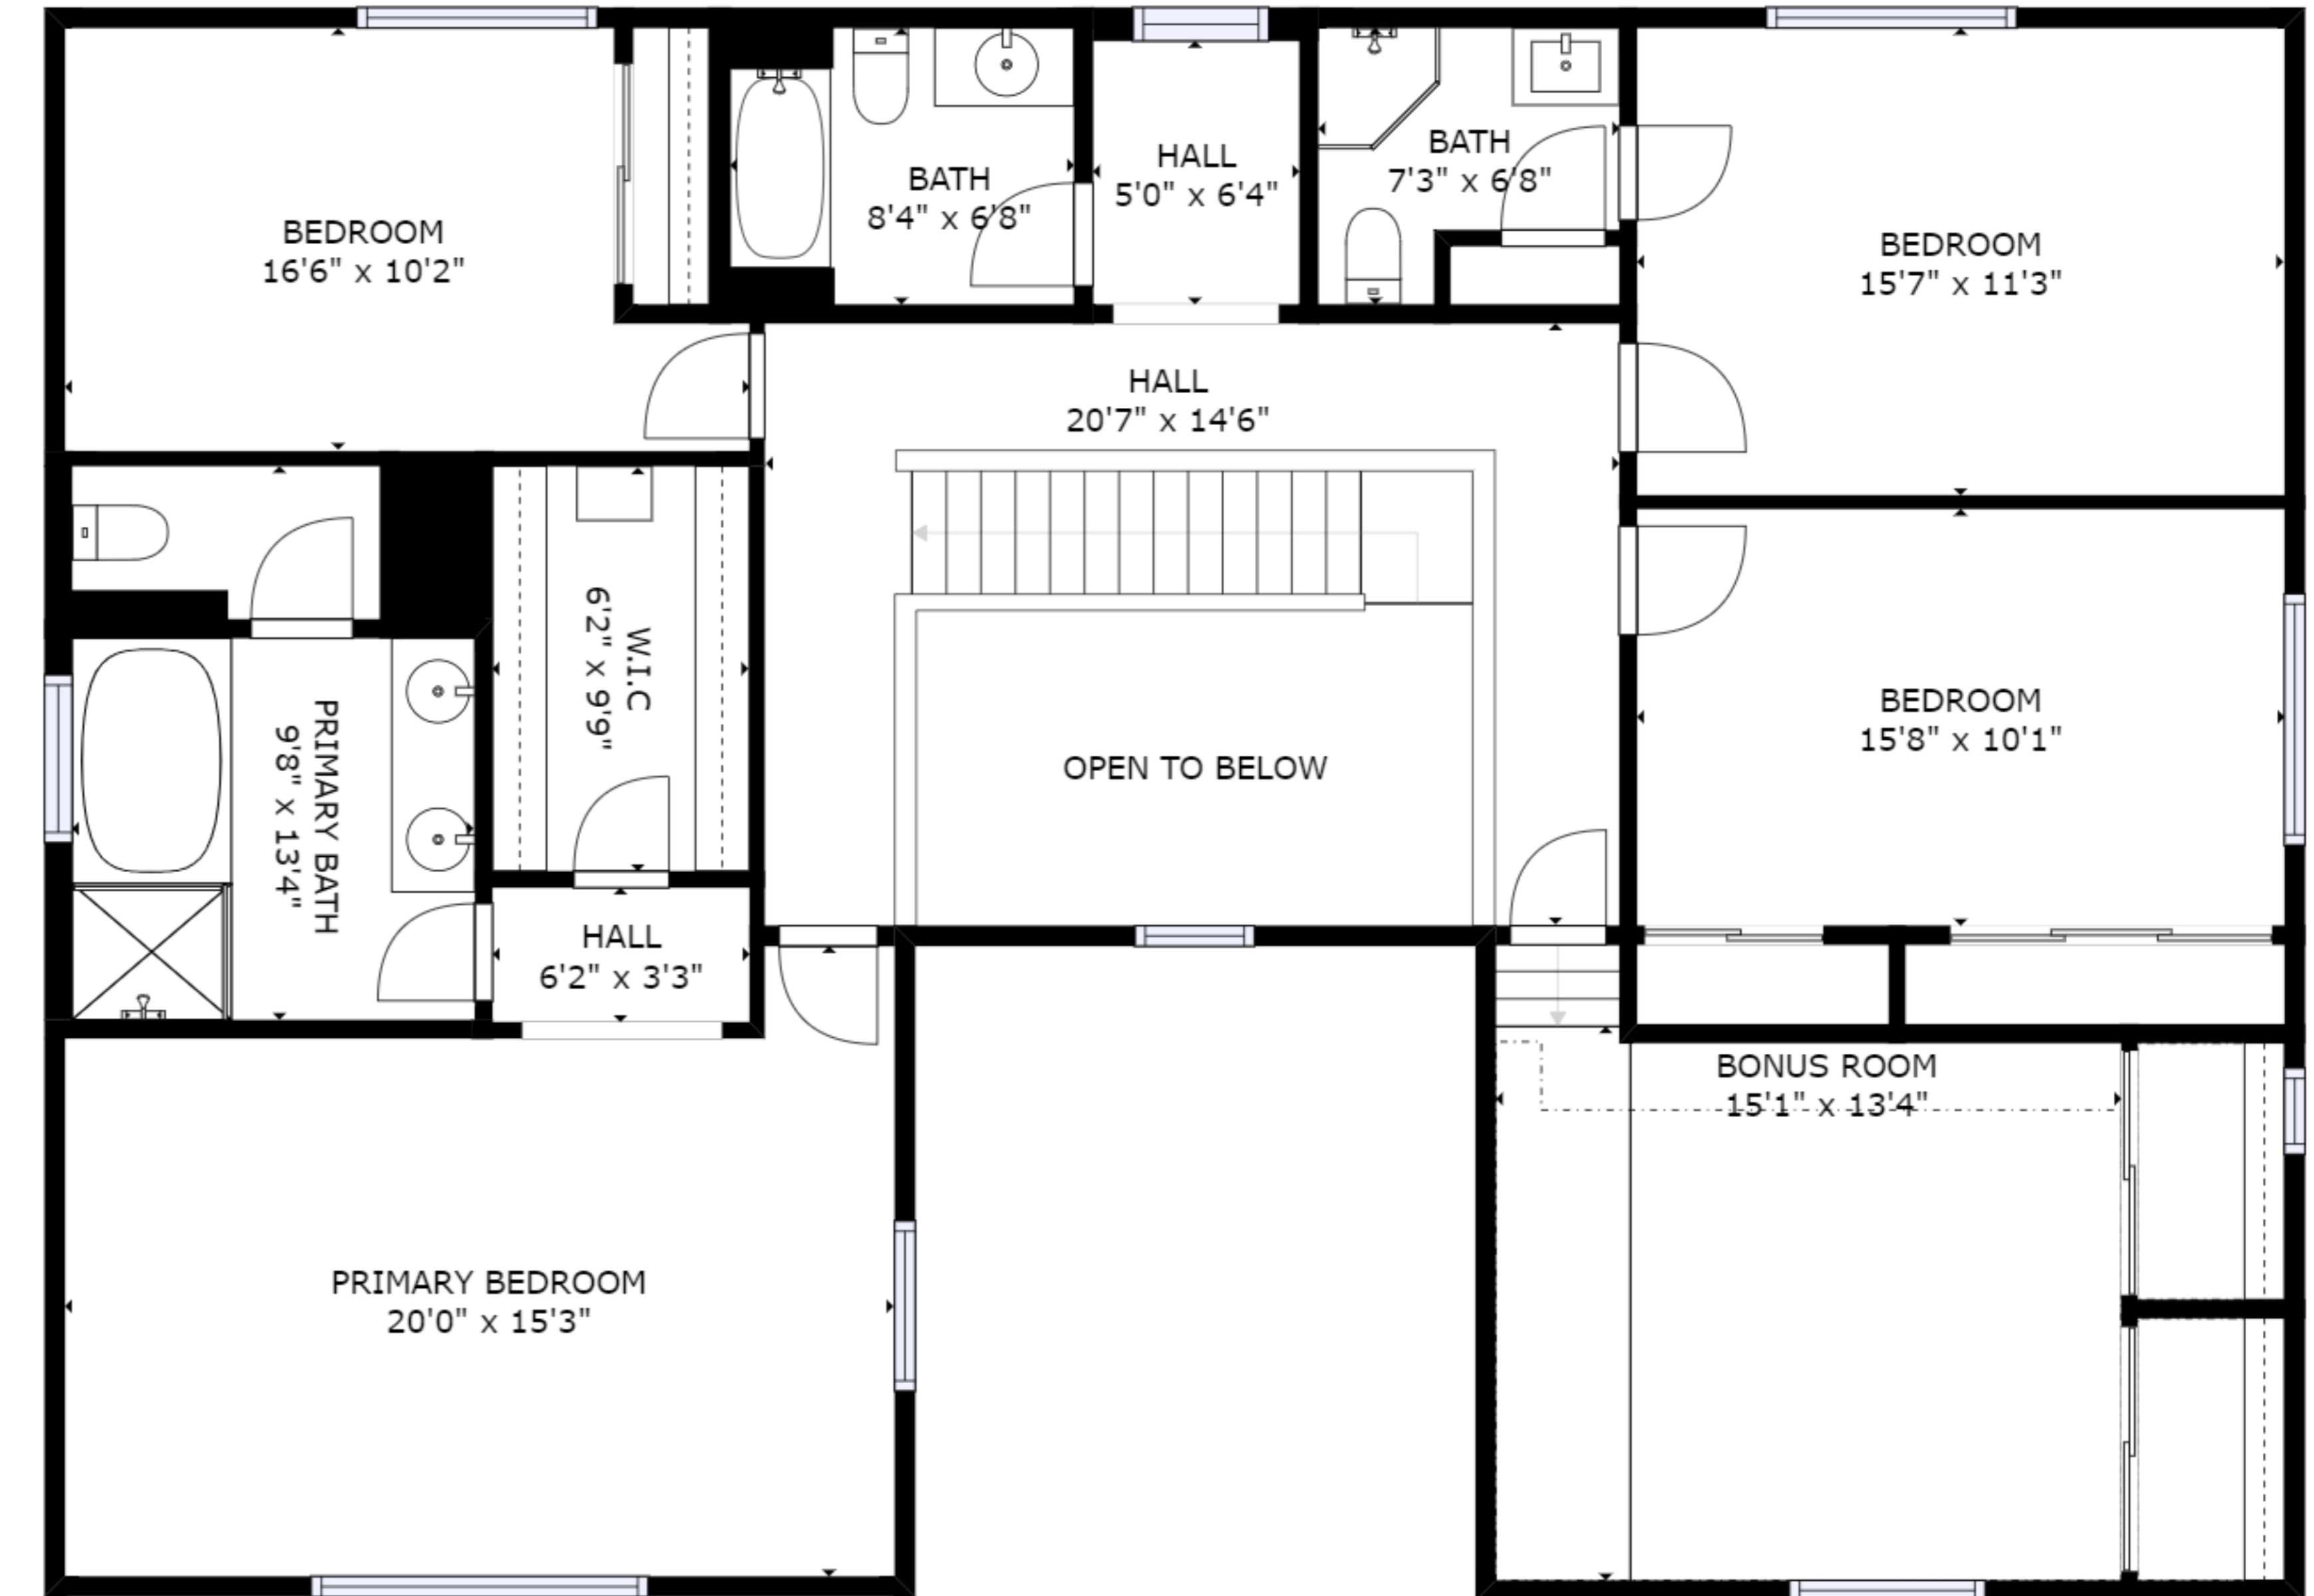 BEDROOM
16'6" x 10'2"
BATH
8'4" x 6'8"
HALL
5'0" x 6'4"
BATH
7'3" x 6'8"
BEDROOM
15'7" x 11'3"
HALL
20'7" x 14'6"
W.I.C
6'2" x 9'9"
PRIMARY BATH
9'8" x 13'4"
OPEN TO BELOW
BEDROOM
15'8" x 10'1"
HALL
6'2" x 3'3"
BONUS ROOM
15'1" x 13'4"
PRIMARY BEDROOM
20'0" x 15'3"